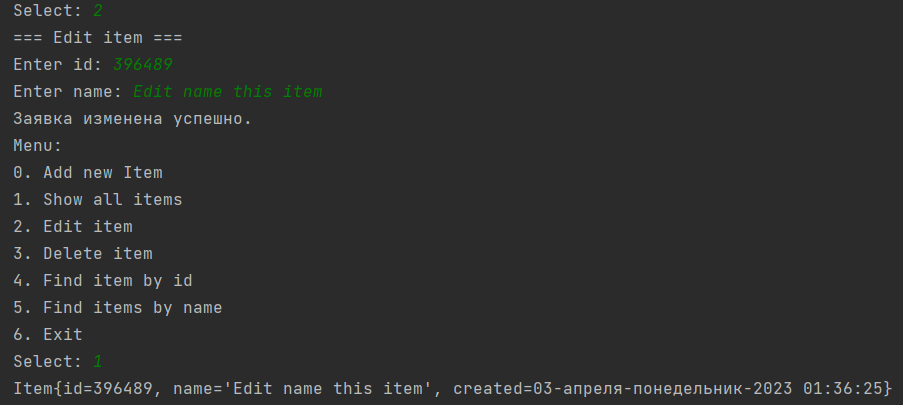 Select: 2
=== Edit item ===
Enter id: 396489
Enter name: Edit name this item
Заявка изменена успешно.
Menu:
0. Add new Item
1. Show all items
2. Edit item
3. Delete item
4. Find item by id
5. Find items by name
6. Exit
Select: 1
Item{id=396489, name='Edit name this item', created=03-апреля-понедельник-2023 01:36:25}